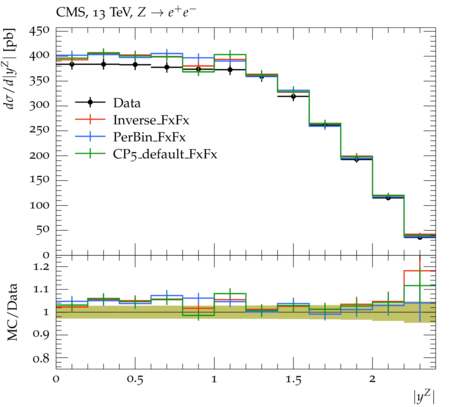 CMS, 13 TeV, Z → e⁺e⁻
dσ/d|y^Z| [pb]
450
400
350
300
250
200
150
100
50
0
Data
Inverse_FxFx
PerBin_FxFx
CP5_default_FxFx
MC/Data
1.2
1.1
1
0.9
0.8
0 0.5 1 1.5 2
|y^Z|